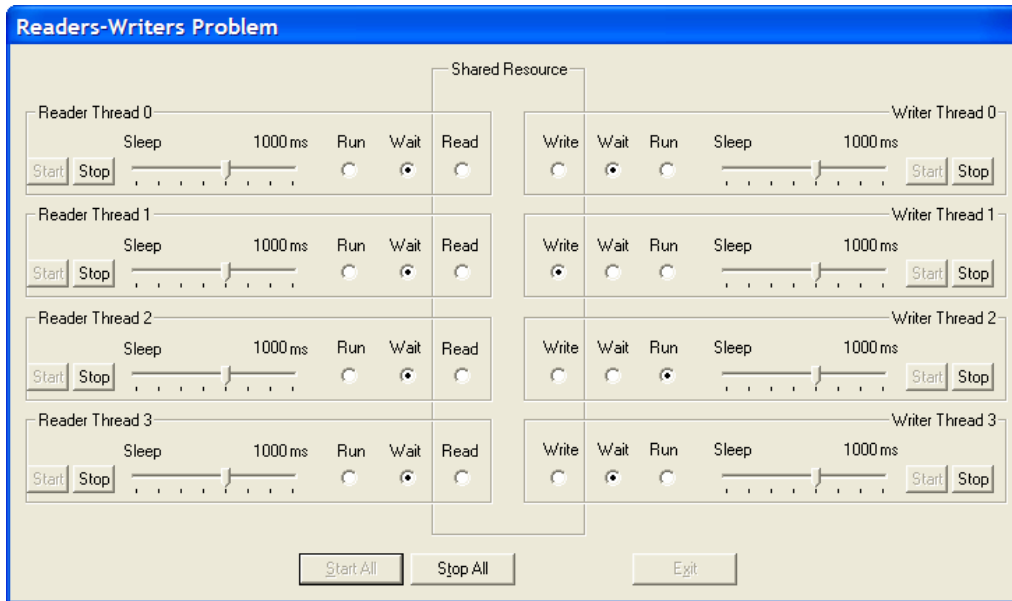 Readers-Writers Problem
Shared Resource
Reader Thread 0 Writer Thread 0
Sleep 1000 ms Run Wait Read Write Wait Run Sleep 1000 ms
Start Stop Start Stop
Reader Thread 1 Writer Thread 1
Sleep 1000 ms Run Wait Read Write Wait Run Sleep 1000 ms
Start Stop Start Stop
Reader Thread 2 Writer Thread 2
Sleep 1000 ms Run Wait Read Write Wait Run Sleep 1000 ms
Start Stop Start Stop
Reader Thread 3 Writer Thread 3
Sleep 1000 ms Run Wait Read Write Wait Run Sleep 1000 ms
Start Stop Start Stop
Start All Stop All Exit